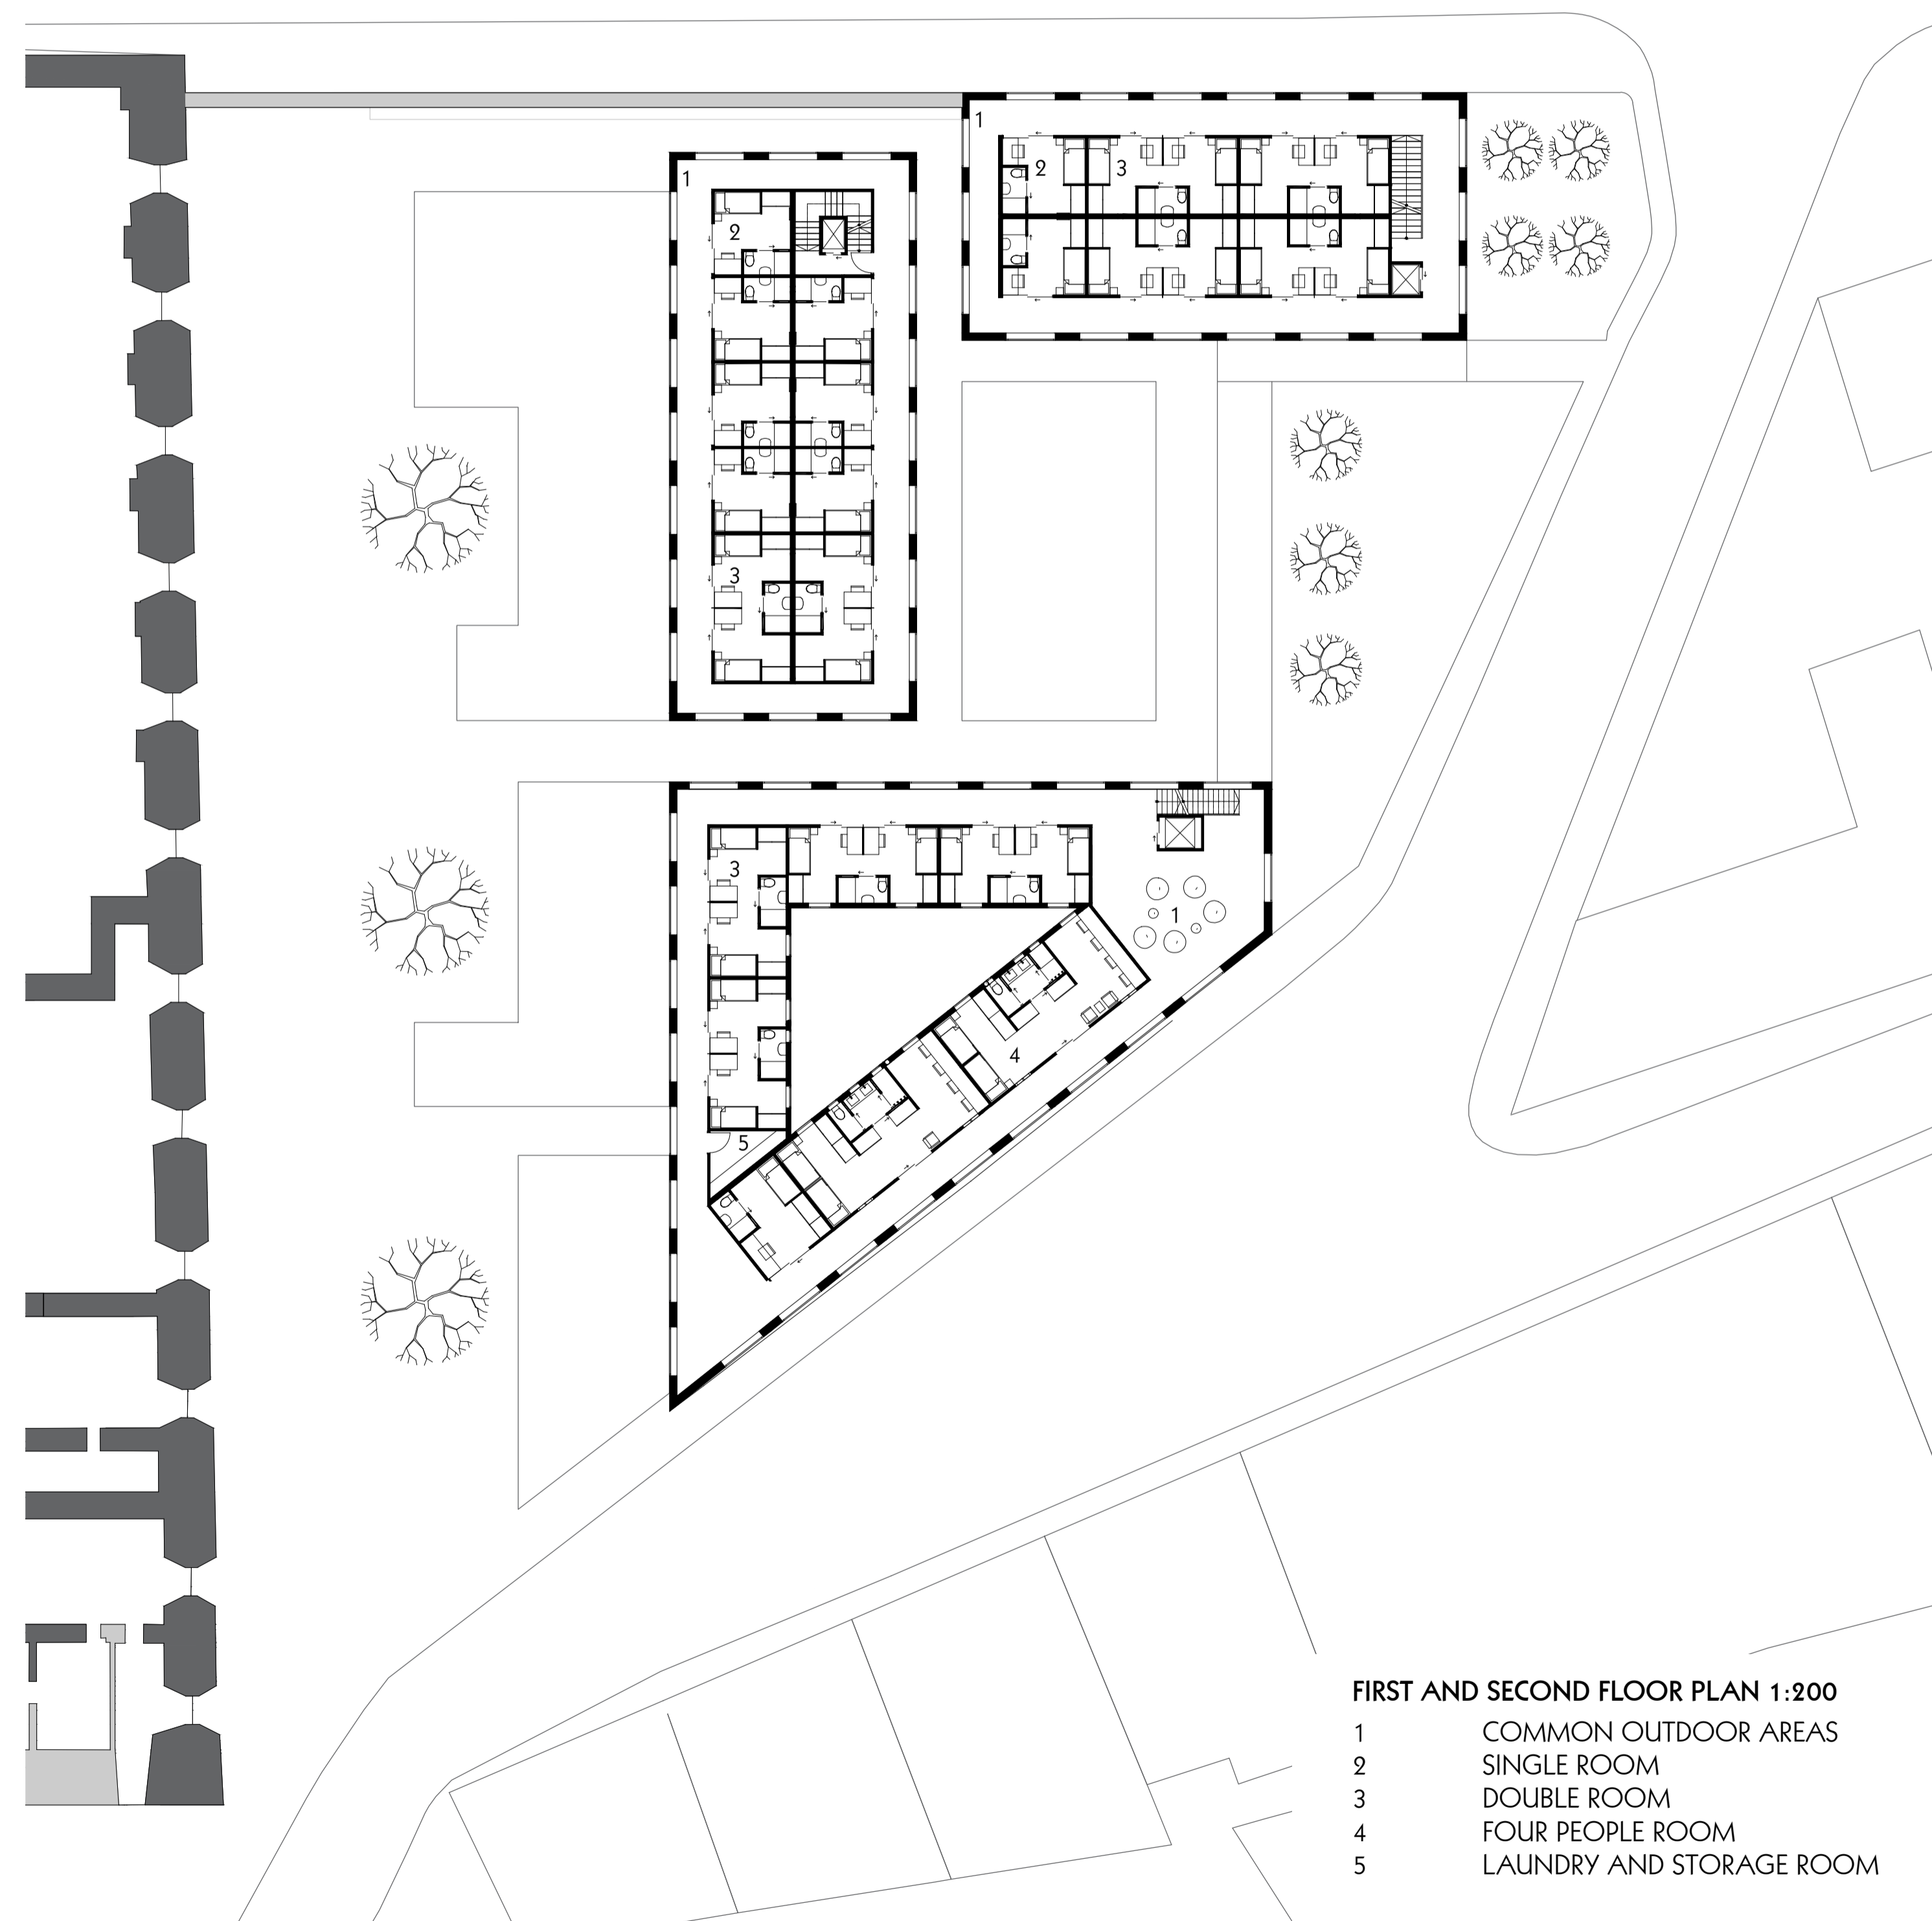 1
2
3
1
2
3
3
1
4
5
FIRST AND SECOND FLOOR PLAN 1:200
1 COMMON OUTDOOR AREAS
2 SINGLE ROOM
3 DOUBLE ROOM
4 FOUR PEOPLE ROOM
5 LAUNDRY AND STORAGE ROOM